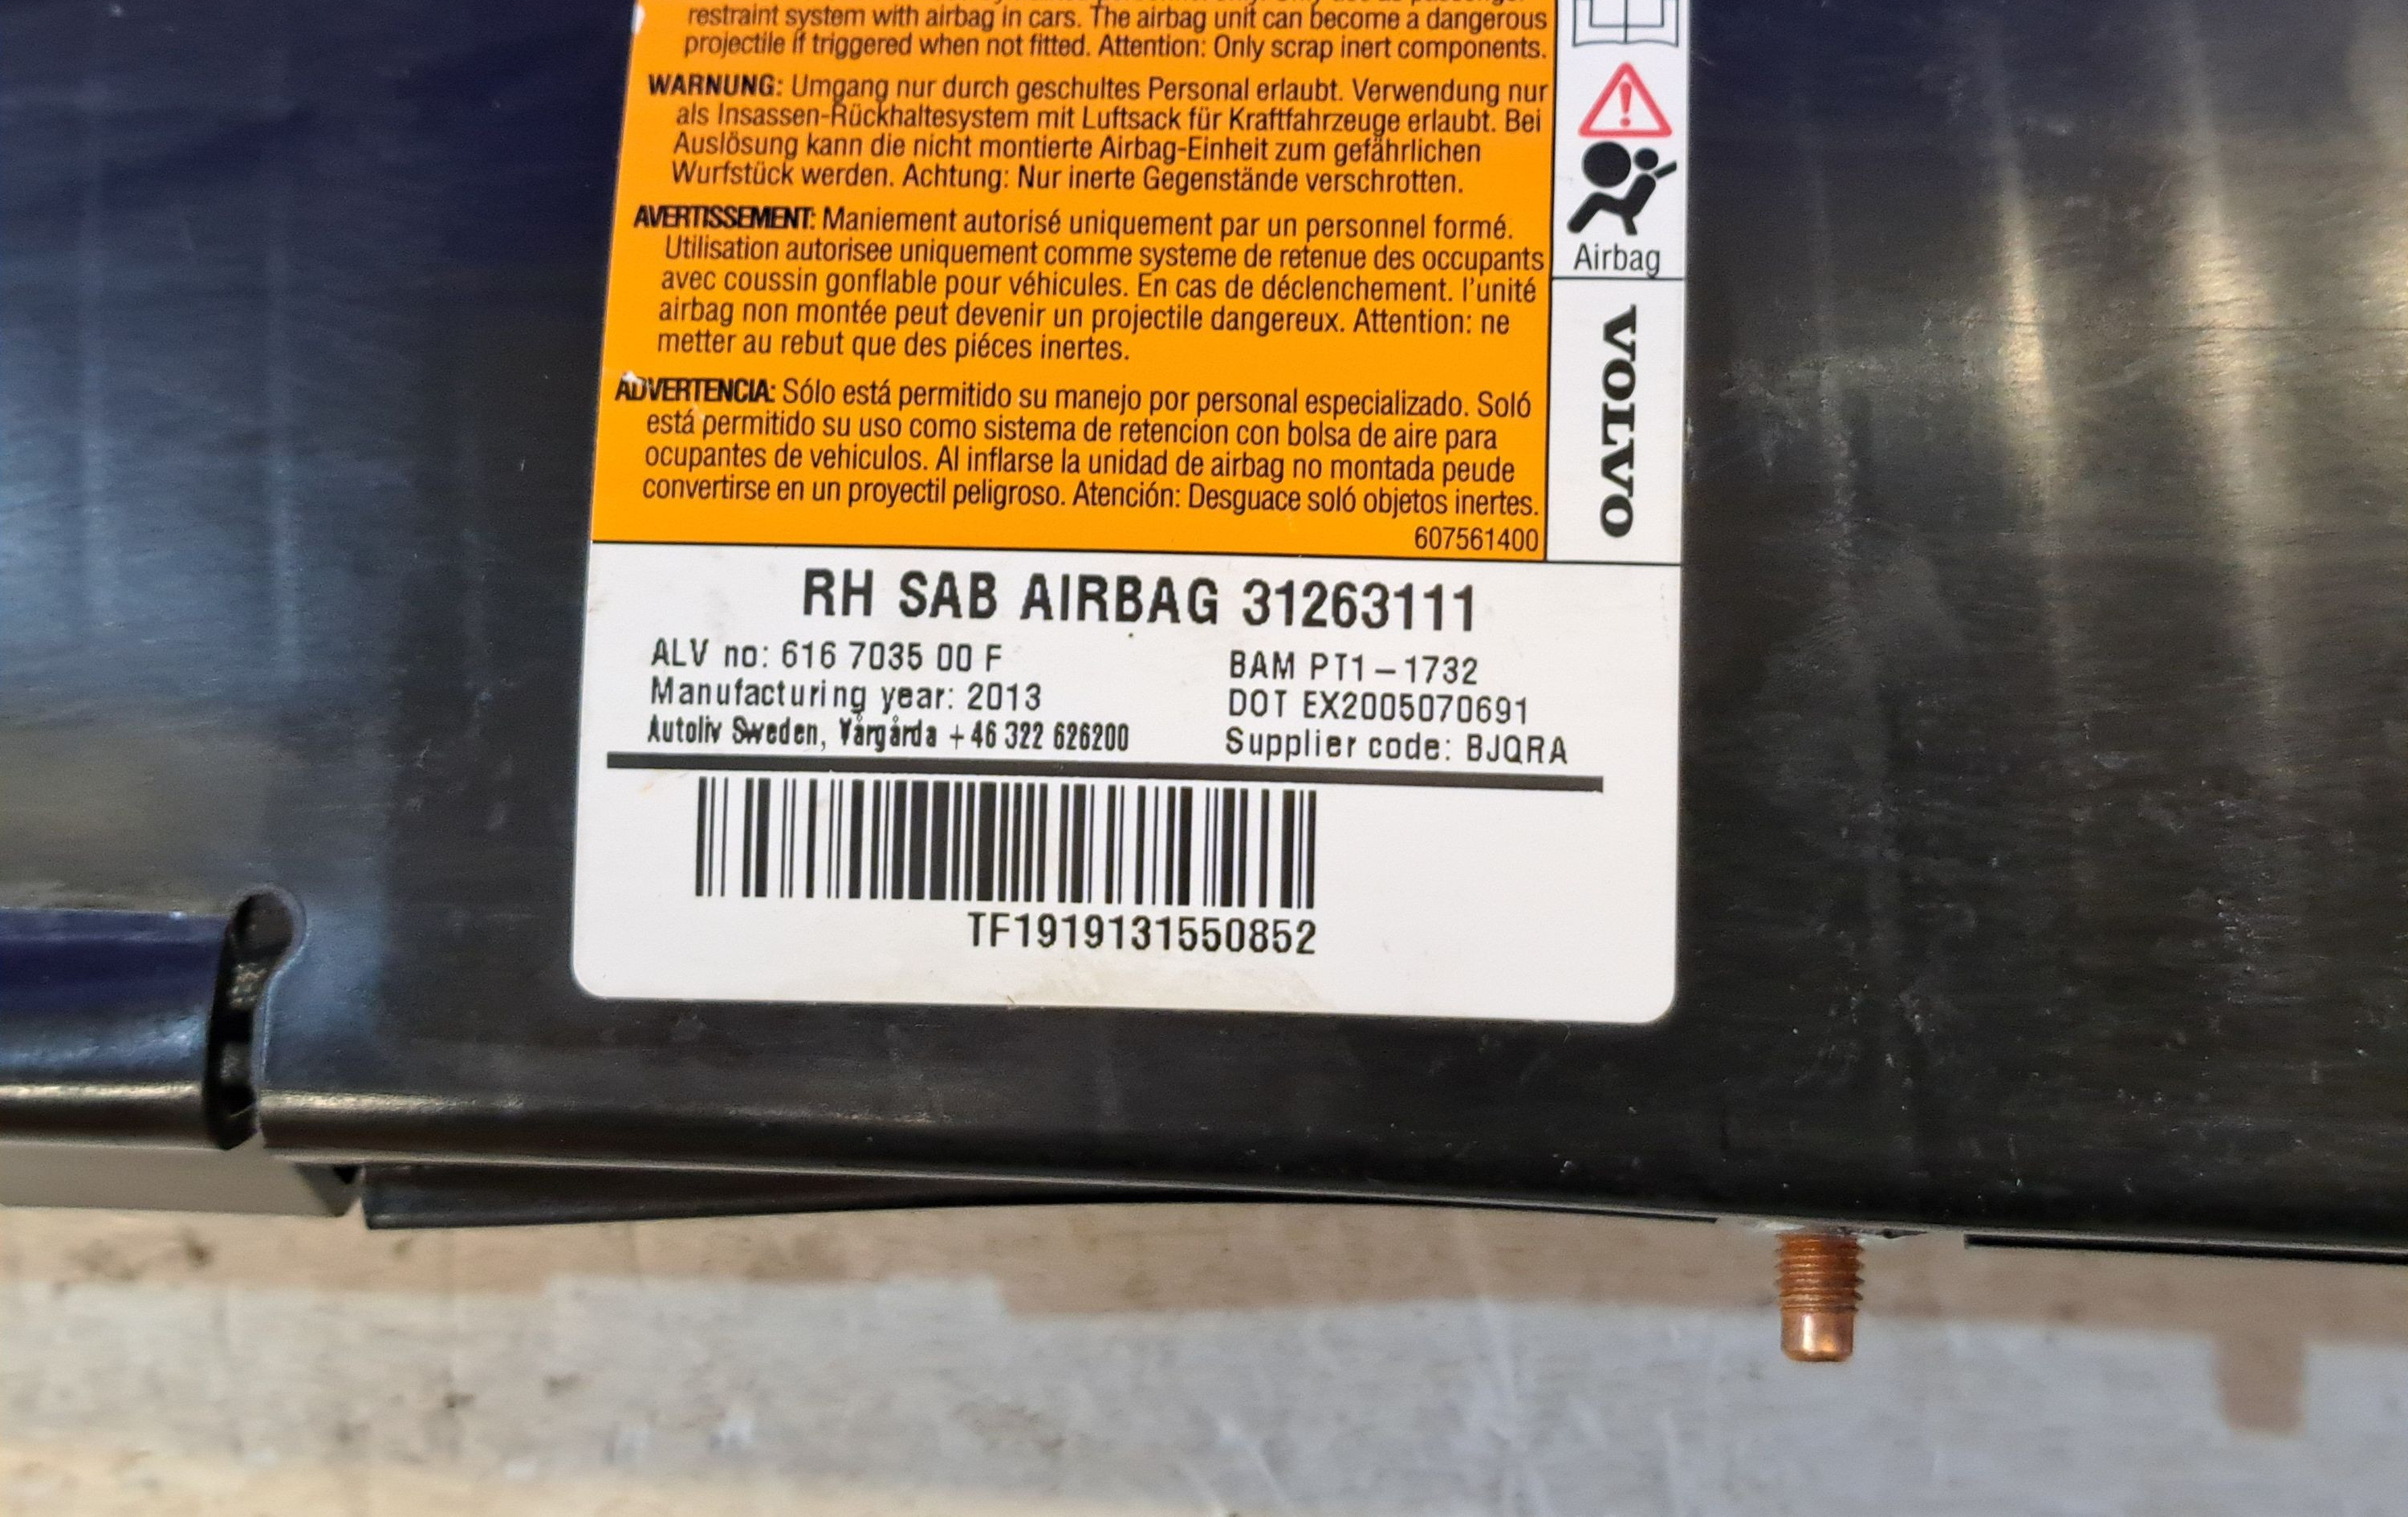 restraint system with airbag in cars. The airbag unit can become a dangerous
projectile if triggered when not fitted. Attention: Only scrap inert components.
WARNUNG: Umgang nur durch geschultes Personal erlaubt. Verwendung nur
als Insassen-Rückhaltesystem mit Luftsack für Kraftfahrzeuge erlaubt. Bei
Auslösung kann die nicht montierte Airbag-Einheit zum gefährlichen
Wurfstück werden. Achtung: Nur inerte Gegenstände verschrotten.
AVERTISSEMENT: Maniement autorisé uniquement par un personnel formé.
Utilisation autorisee uniquement comme systeme de retenue des occupants
avec coussin gonflable pour véhicules. En cas de déclenchement. l'unité
airbag non montée peut devenir un projectile dangereux. Attention: ne
metter au rebut que des piéces inertes.
ADVERTENCIA: Sólo está permitido su manejo por personal especializado. Soló
está permitido su uso como sistema de retencion con bolsa de aire para
ocupantes de vehiculos. Al inflarse la unidad de airbag no montada peude
convertirse en un proyectil peligroso. Atención: Desguace soló objetos inertes.
607561400
Airbag
VOLVO
RH SAB AIRBAG 31263111
ALV no: 616 7035 00 F
Manufacturing year: 2013
Autoliv Sweden, Vårgårda +46 322 626200
BAM PT1-1732
DOT EX2005070691
Supplier code: BJQRA
TF1919131550852